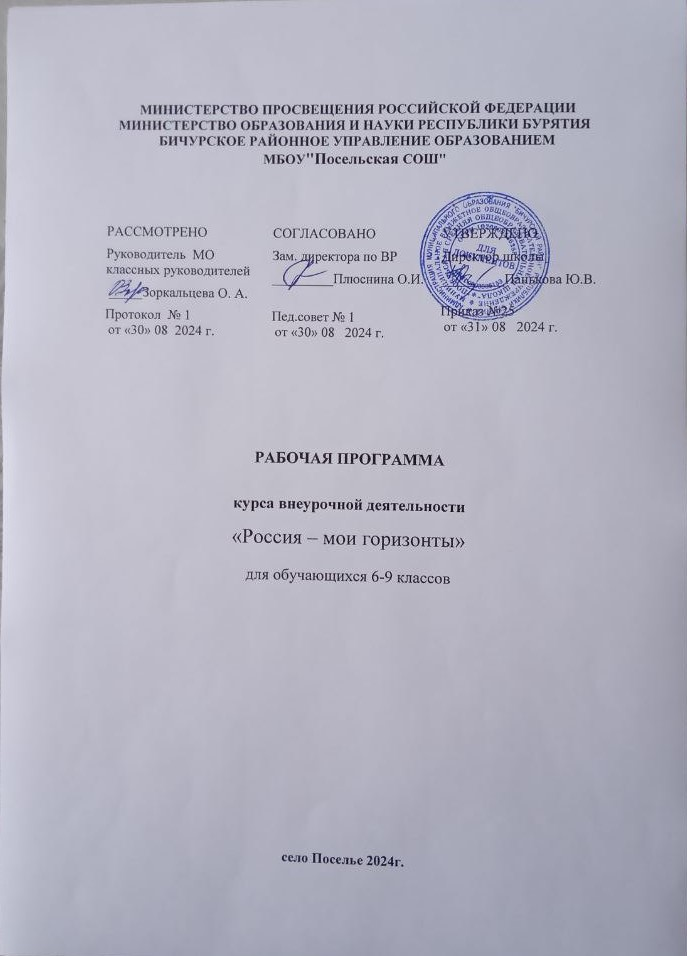 МИНИСТЕРСТВО ПРОСВЕЩЕНИЯ РОССИЙСКОЙ ФЕДЕРАЦИИ
МИНИСТЕРСТВО ОБРАЗОВАНИЯ И НАУКИ РЕСПУБЛИКИ БУРЯТИЯ
БИЧУРСКОЕ РАЙОННОЕ УПРАВЛЕНИЕ ОБРАЗОВАНИЕМ
МБОУ"Посельская СОШ"
РАССМОТРЕНО
Руководитель МО
классных руководителей
Зоркальцева О. А.
Протокол № 1
от «30» 08 2024 г.
СОГЛАСОВАНО
Зам. директора по ВР
Плюснина О.И.
Пед.совет № 1
от «30» 08 2024 г.
УТВЕРЖДЕНО
Директор школы
Панькова Ю.В.
Приказ №25
от «31» 08 2024 г.
ДЛЯ
ДОКУМЕНТОВ
РАБОЧАЯ ПРОГРАММА
курса внеурочной деятельности
«Россия – мои горизонты»
для обучающихся 6-9 классов
село Поселье 2024г.